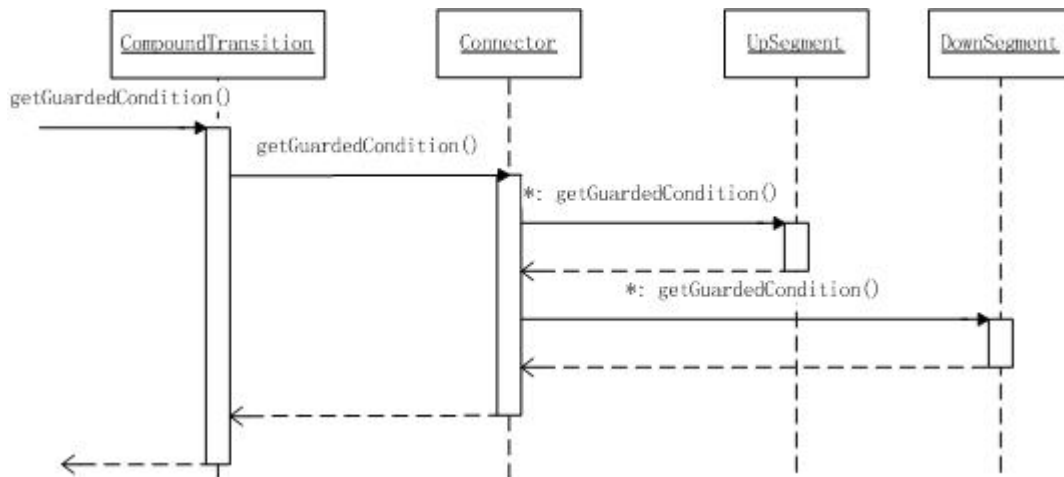 CompoundTransition
Connector
UpSegment
DownSegment
getGuardedCondition()
getGuardedCondition()
*: getGuardedCondition()
*: getGuardedCondition()